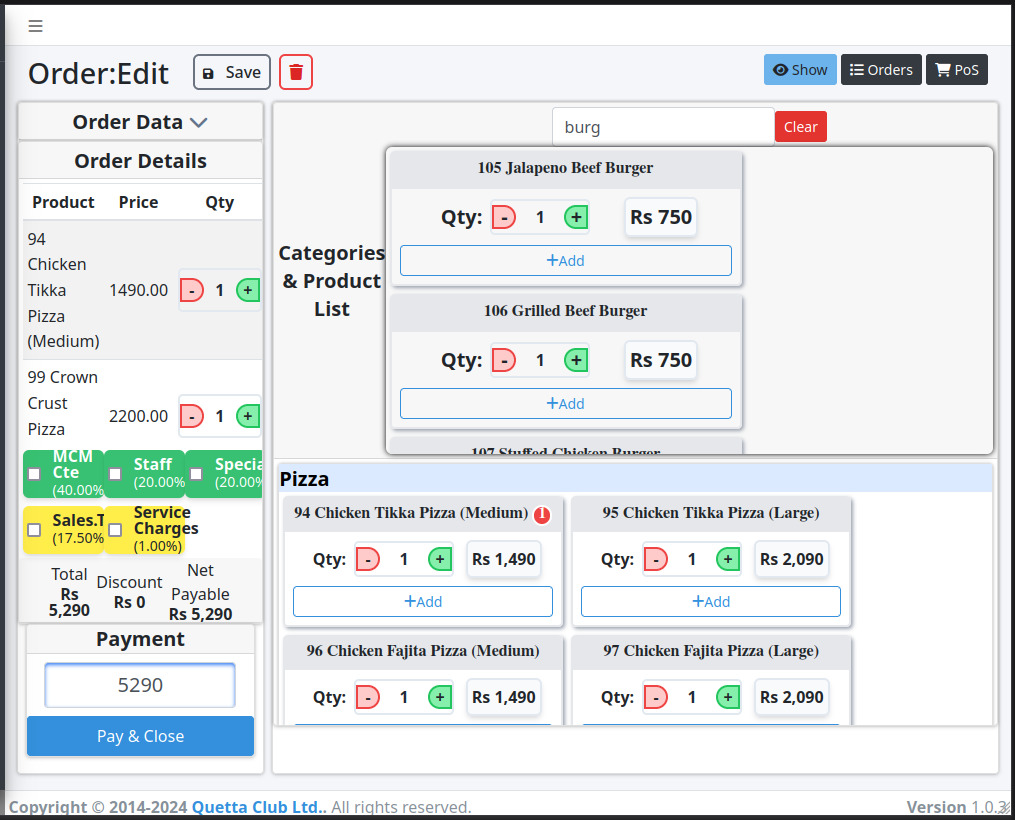 Order:Edit
Save
Show
Orders
PoS
Order Data
Order Details
Product Price Qty
94
Chicken
Tikka
Pizza
(Medium)
1490.00
- 1 +
99 Crown
Crust
Pizza
2200.00
- 1 +
MCM
Cte
(40.00%
Staff
(20.00%
Specia
(20.00%
Sales.T
(17.50%
Service
Charges
(1.00%)
Total
Rs
5,290
Discount
Rs 0
Net
Payable
Rs 5,290
Payment
5290
Pay & Close
burg
Clear
Categories
& Product
List
105 Jalapeno Beef Burger
Qty: - 1 + Rs 750
+Add
106 Grilled Beef Burger
Qty: - 1 + Rs 750
+Add
107 Stuffed Chicken Burger
Pizza
94 Chicken Tikka Pizza (Medium) 1
Qty: - 1 + Rs 1,490
+Add
95 Chicken Tikka Pizza (Large)
Qty: - 1 + Rs 2,090
+Add
96 Chicken Fajita Pizza (Medium)
Qty: - 1 + Rs 1,490
97 Chicken Fajita Pizza (Large)
Qty: - 1 + Rs 2,090
Copyright © 2014-2024 Quetta Club Ltd.. All rights reserved.
Version 1.0.3